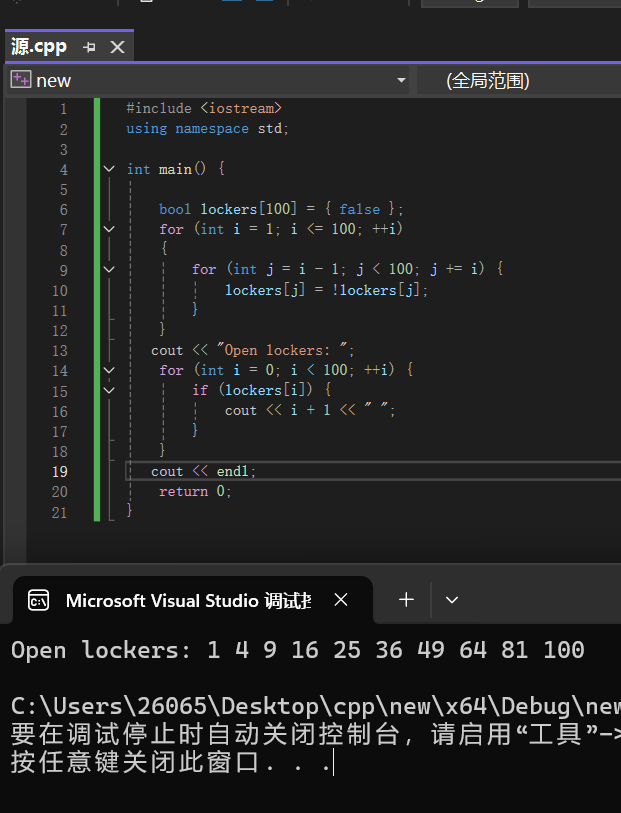 源.cpp
new
(全局范围)
1 #include <iostream>
2 using namespace std;
3
4 int main() {
5
6 bool lockers[100] = { false };
7 for (int i = 1; i <= 100; ++i)
8 {
9 for (int j = i - 1; j < 100; j += i) {
10 lockers[j] = !lockers[j];
11 }
12 }
13 cout << "Open lockers: ";
14 for (int i = 0; i < 100; ++i) {
15 if (lockers[i]) {
16 cout << i + 1 << " ";
17 }
18 }
19 cout << endl;
20 return 0;
21 }
Microsoft Visual Studio 调试控
Open lockers: 1 4 9 16 25 36 49 64 81 100
C:\Users\26065\Desktop\cpp\new\x64\Debug\new
要在调试停止时自动关闭控制台，请启用“工具”->
按任意键关闭此窗口. . .